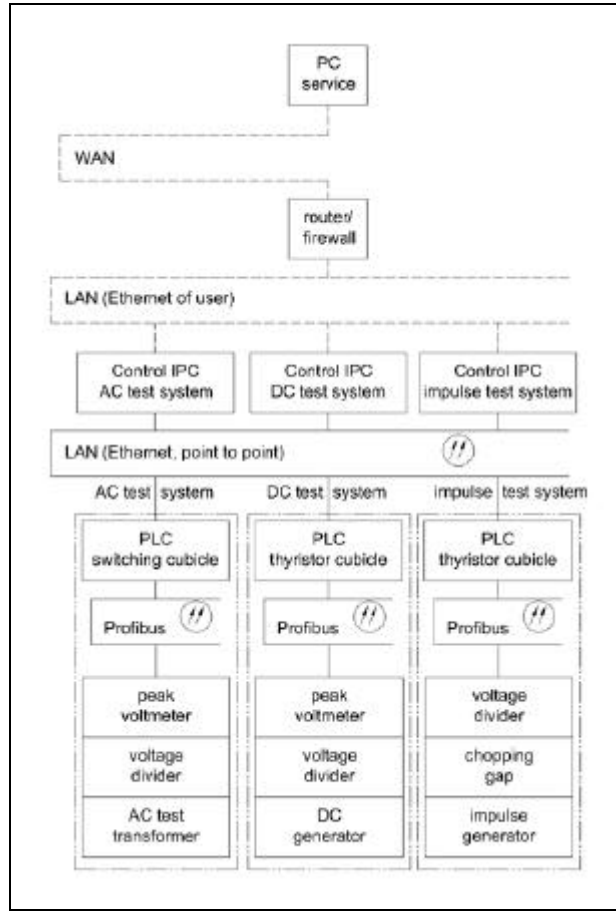 PC
service
WAN
router/
firewall
LAN (Ethernet of user)
Control IPC
AC test system
Control IPC
DC test system
Control IPC
impulse test system
LAN (Ethernet, point to point)
AC test system
DC test system
impulse test system
PLC
switching cubicle
PLC
thyristor cubicle
PLC
thyristor cubicle
Profibus
Profibus
Profibus
peak
voltmeter
voltage
divider
AC test
transformer
peak
voltmeter
voltage
divider
DC
generator
voltage
divider
chopping
gap
impulse
generator